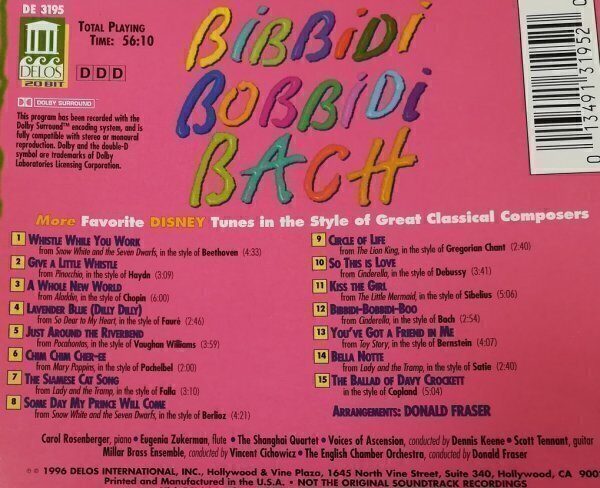 DE 3195
DELOS
20 BIT
TOTAL PLAYING
TIME: 56:10
DDD
DOLBY SURROUND
This program has been recorded with the
Dolby Surround™ encoding system, and is
fully compatible with stereo or monaural
reproduction. Dolby and the double-D
symbol are trademarks of Dolby
Laboratories Licensing Corporation.
BiBBiDi
BOBBiDi
BACH
0 13491 31952 0
More Favorite DISNEY Tunes in the Style of Great Classical Composers
1 WHISTLE WHILE YOU WORK
from Snow White and the Seven Dwarfs, in the style of Beethoven (4:33)
2 GIVE A LITTLE WHISTLE
from Pinocchio, in the style of Haydn (3:09)
3 A WHOLE NEW WORLD
from Aladdin, in the style of Chopin (6:00)
4 LAVENDER BLUE (DILLY DILLY)
from So Dear to My Heart, in the style of Fauré (2:46)
5 JUST AROUND THE RIVERBEND
from Pocahontas, in the style of Vaughan Williams (3:59)
6 CHIM CHIM CHER-EE
from Mary Poppins, in the style of Pachelbel (2:00)
7 THE SIAMESE CAT SONG
from Lady and the Tramp, in the style of Falla (3:10)
8 SOME DAY MY PRINCE WILL COME
from Snow White and the Seven Dwarfs, in the style of Berlioz (4:21)
9 CIRCLE OF LIFE
from The Lion King, in the style of Gregorian Chant (2:40)
10 SO THIS IS LOVE
from Cinderella, in the style of Debussy (3:41)
11 KISS THE GIRL
from The Little Mermaid, in the style of Sibelius (5:06)
12 BIBBIDI-BOBBIDI-BOO
from Cinderella, in the style of Bach (2:54)
13 YOU'VE GOT A FRIEND IN ME
from Toy Story, in the style of Bernstein (4:07)
14 BELLA NOTTE
from Lady and the Tramp, in the style of Satie (2:40)
15 THE BALLAD OF DAVY CROCKETT
in the style of Copland (5:04)
ARRANGEMENTS: DONALD FRASER
Carol Rosenberger, piano • Eugenia Zukerman, flute • The Shanghai Quartet • Voices of Ascension, conducted by Dennis Keene • Scott Tennant, guitar
Millar Brass Ensemble, conducted by Vincent Cichowicz • The English Chamber Orchestra, conducted by Donald Fraser
℗ © 1996 DELOS INTERNATIONAL, INC., Hollywood & Vine Plaza, 1645 North Vine Street, Suite 340, Hollywood, CA
Printed and Manufactured in the U.S.A. • NOT THE ORIGINAL SOUNDTRACK RECORDINGS